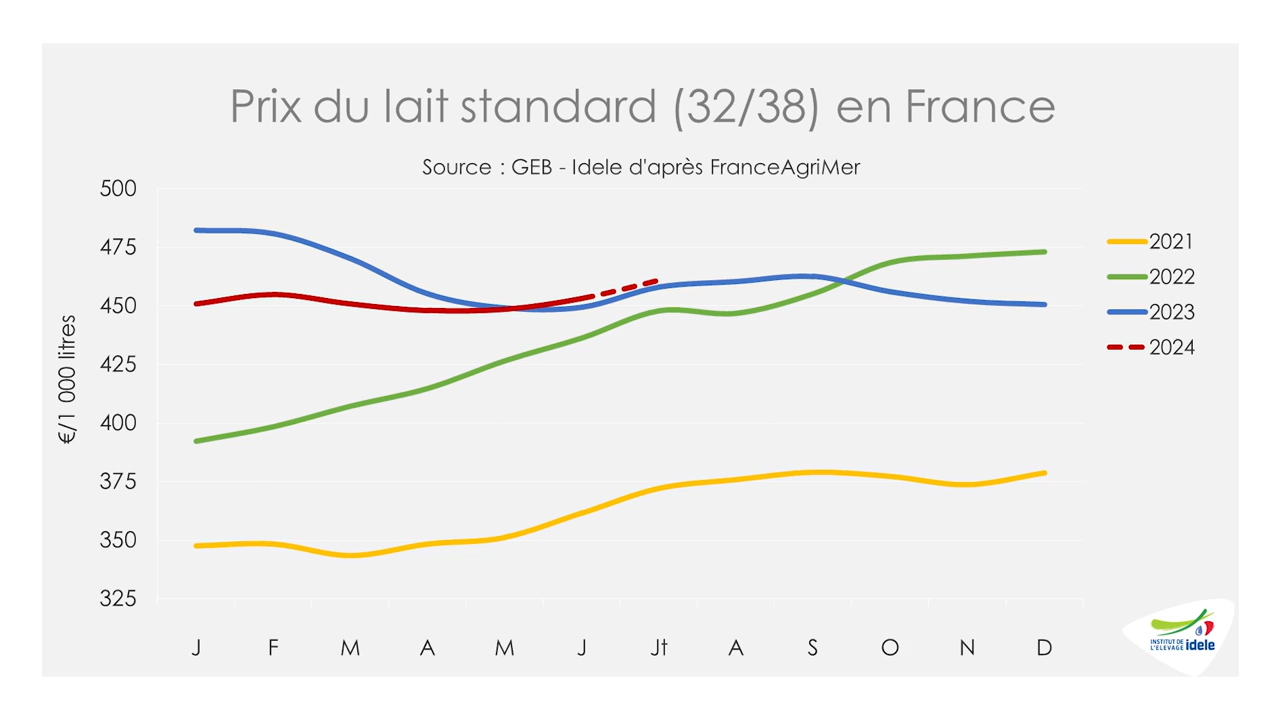 Prix du lait standard (32/38) en France
Source : GEB - Idele d'après FranceAgriMer
€/1 000 litres
500
475
450
425
400
375
350
325
J F M A M J Jt A S O N D
2021
2022
2023
2024
INSTITUT DE
L'ELEVAGE idele